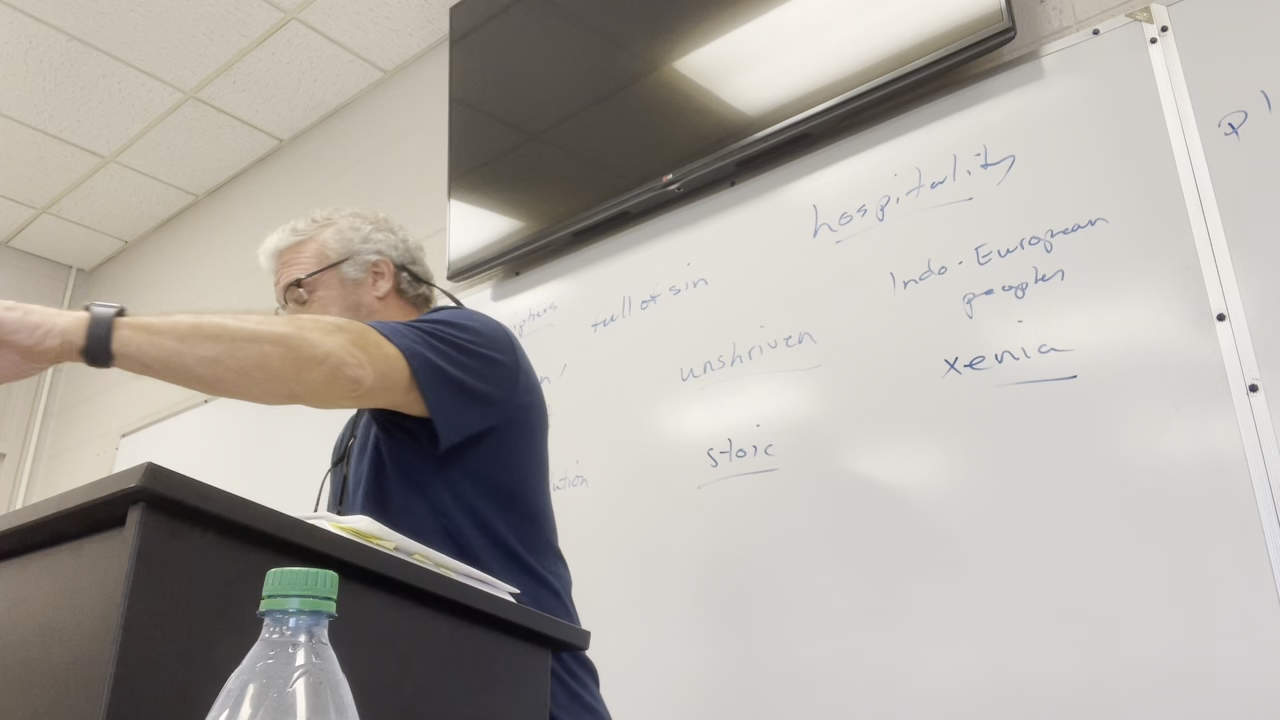 hospitality
Indo-European
peoples
xenia
full of sin
unshriven
stoic